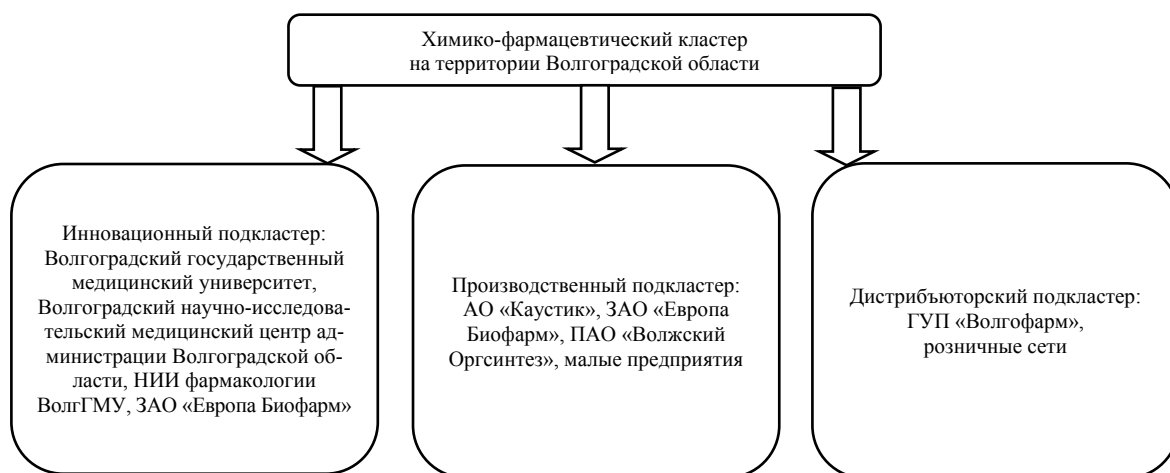 Химико-фармацевтический кластер
на территории Волгоградской области
Инновационный подкластер:
Волгоградский государственный
медицинский университет,
Волгоградский научно-исследова-
тельский медицинский центр ад-
министрации Волгоградской об-
ласти, НИИ фармакологии
ВолгГМУ, ЗАО «Европа Биофарм»
Производственный подкластер:
АО «Каустик», ЗАО «Европа
Биофарм», ПАО «Волжский
Оргсинтез», малые предприятия
Дистрибъюторский подкластер:
ГУП «Волгофарм»,
розничные сети